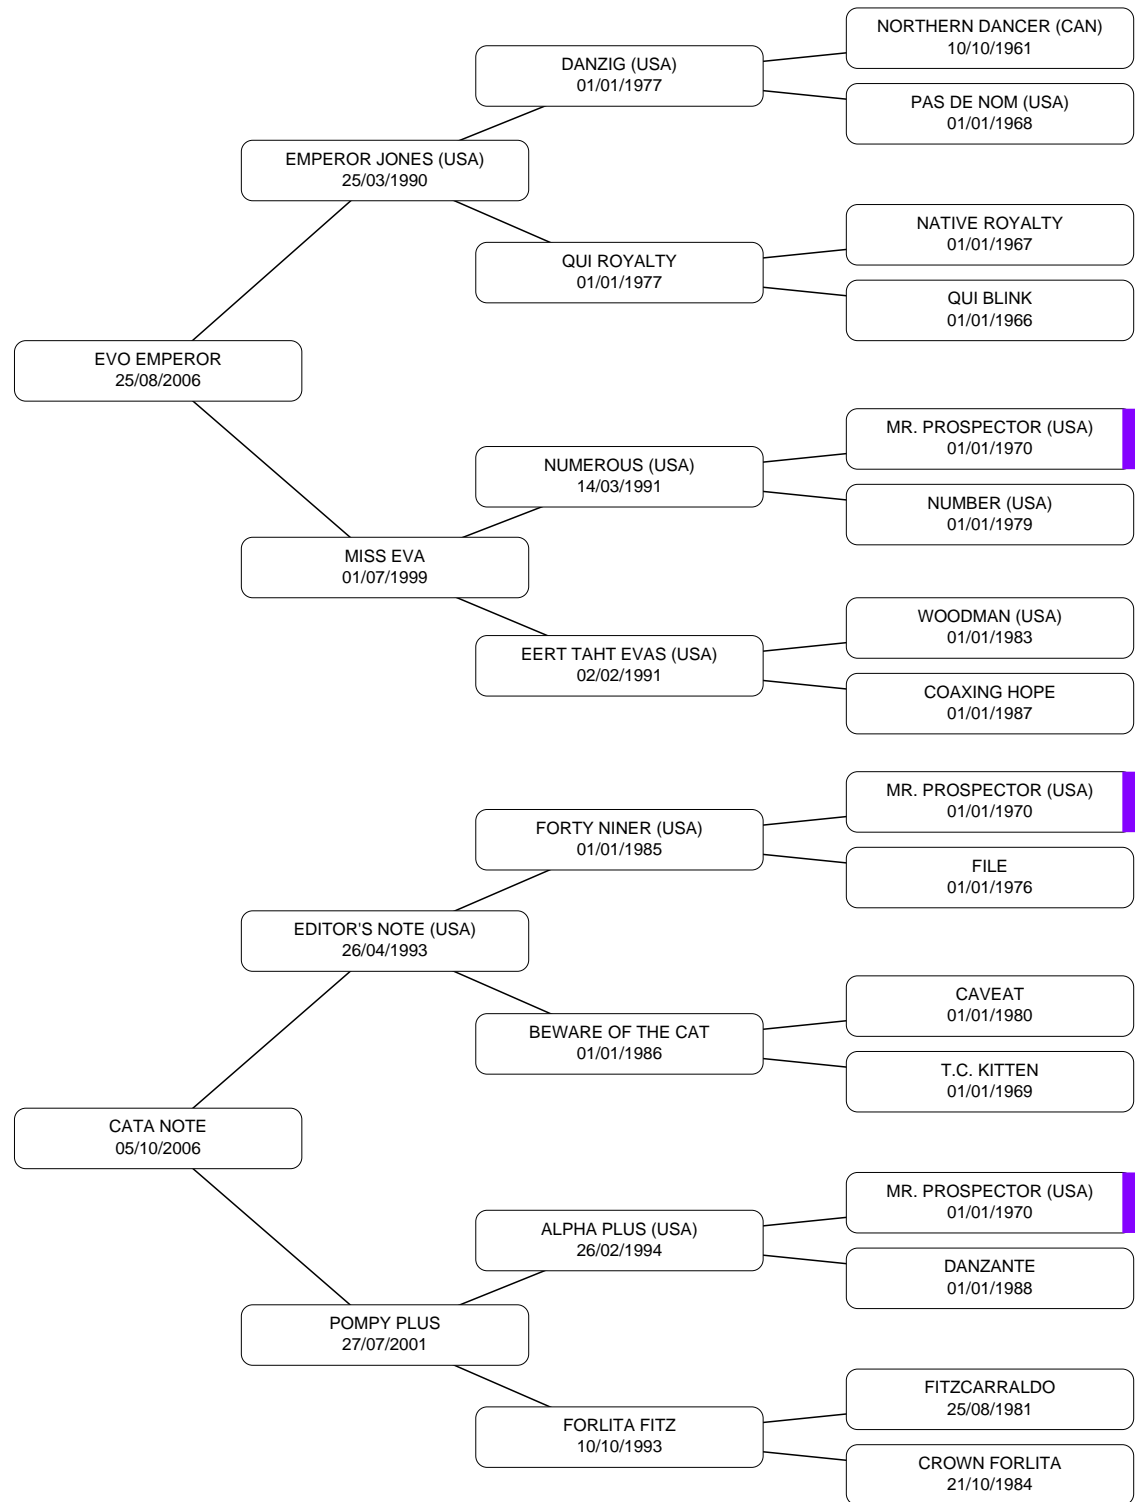 NORTHERN DANCER (CAN)
10/10/1961
DANZIG (USA)
01/01/1977
PAS DE NOM (USA)
01/01/1968
EMPEROR JONES (USA)
25/03/1990
NATIVE ROYALTY
01/01/1967
QUI ROYALTY
01/01/1977
QUI BLINK
01/01/1966
EVO EMPEROR
25/08/2006
MR. PROSPECTOR (USA)
01/01/1970
NUMEROUS (USA)
14/03/1991
NUMBER (USA)
01/01/1979
MISS EVA
01/07/1999
WOODMAN (USA)
01/01/1983
EERT TAHT EVAS (USA)
02/02/1991
COAXING HOPE
01/01/1987
MR. PROSPECTOR (USA)
01/01/1970
FORTY NINER (USA)
01/01/1985
FILE
01/01/1976
EDITOR'S NOTE (USA)
26/04/1993
CAVEAT
01/01/1980
BEWARE OF THE CAT
01/01/1986
T.C. KITTEN
01/01/1969
CATA NOTE
05/10/2006
MR. PROSPECTOR (USA)
01/01/1970
ALPHA PLUS (USA)
26/02/1994
DANZANTE
01/01/1988
POMPY PLUS
27/07/2001
FITZCARRALDO
25/08/1981
FORLITA FITZ
10/10/1993
CROWN FORLITA
21/10/1984